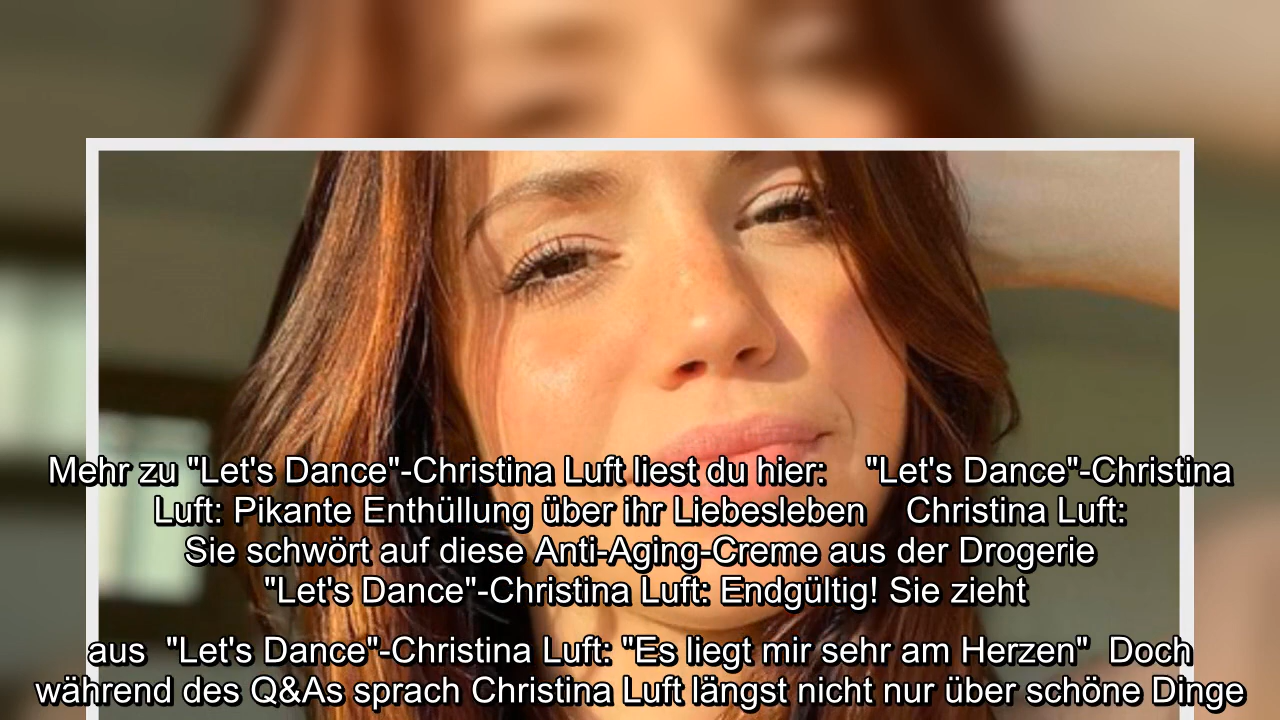 Mehr zu "Let's Dance"-Christina Luft liest du hier: "Let's Dance"-Christina
Luft: Pikante Enthüllung über ihr Liebesleben Christina Luft:
Sie schwört auf diese Anti-Aging-Creme aus der Drogerie
"Let's Dance"-Christina Luft: Endgültig! Sie zieht
aus "Let's Dance"-Christina Luft: "Es liegt mir sehr am Herzen" Doch
während des Q&As sprach Christina Luft längst nicht nur über schöne Dinge